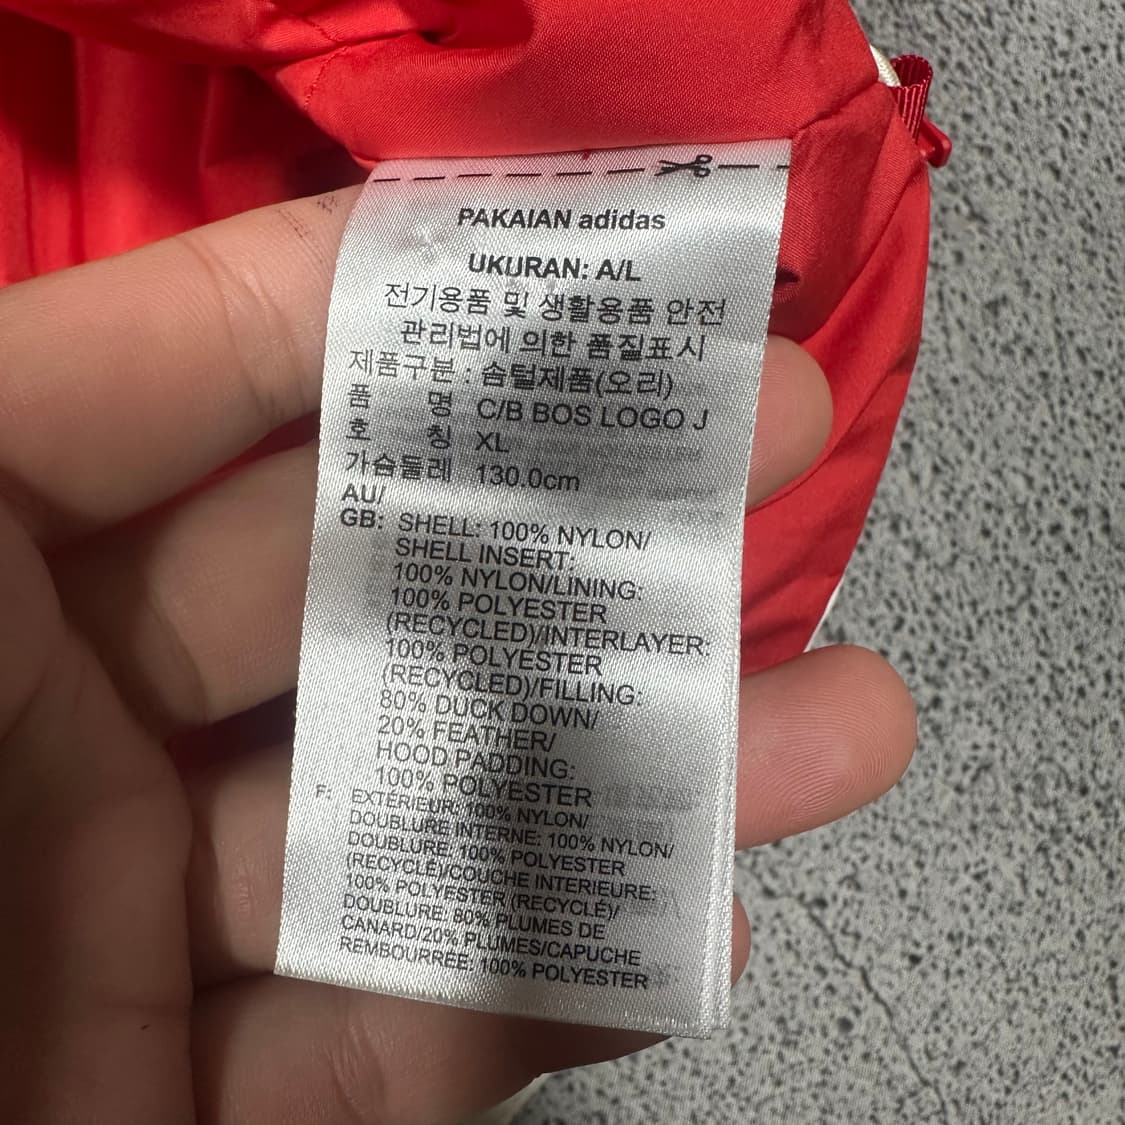 PAKAIAN adidas
UKURAN: A/L
전기용품 및 생활용품 안전
관리법에 의한 품질표시
제품구분 : 솜털제품(오리)
품 명 C/B BOS LOGO J
호 칭 XL
가슴둘레 130.0cm
AU/
GB: SHELL: 100% NYLON/
SHELL INSERT:
100% NYLON/LINING:
100% POLYESTER
(RECYCLED)/INTERLAYER:
100% POLYESTER
(RECYCLED)/FILLING:
80% DUCK DOWN/
20% FEATHER/
HOOD PADDING:
100% POLYESTER
F: EXTERIEUR: 100% NYLON/
DOUBLURE INTERNE: 100% NYLON/
DOUBLURE: 100% POLYESTER
(RECYCLÉ)/COUCHE INTERIEURE:
100% POLYESTER (RECYCLÉ)/
DOUBLURE: 80% PLUMES DE
CANARD/20% PLUMES/CAPUCHE
REMBOURREE: 100% POLYESTER